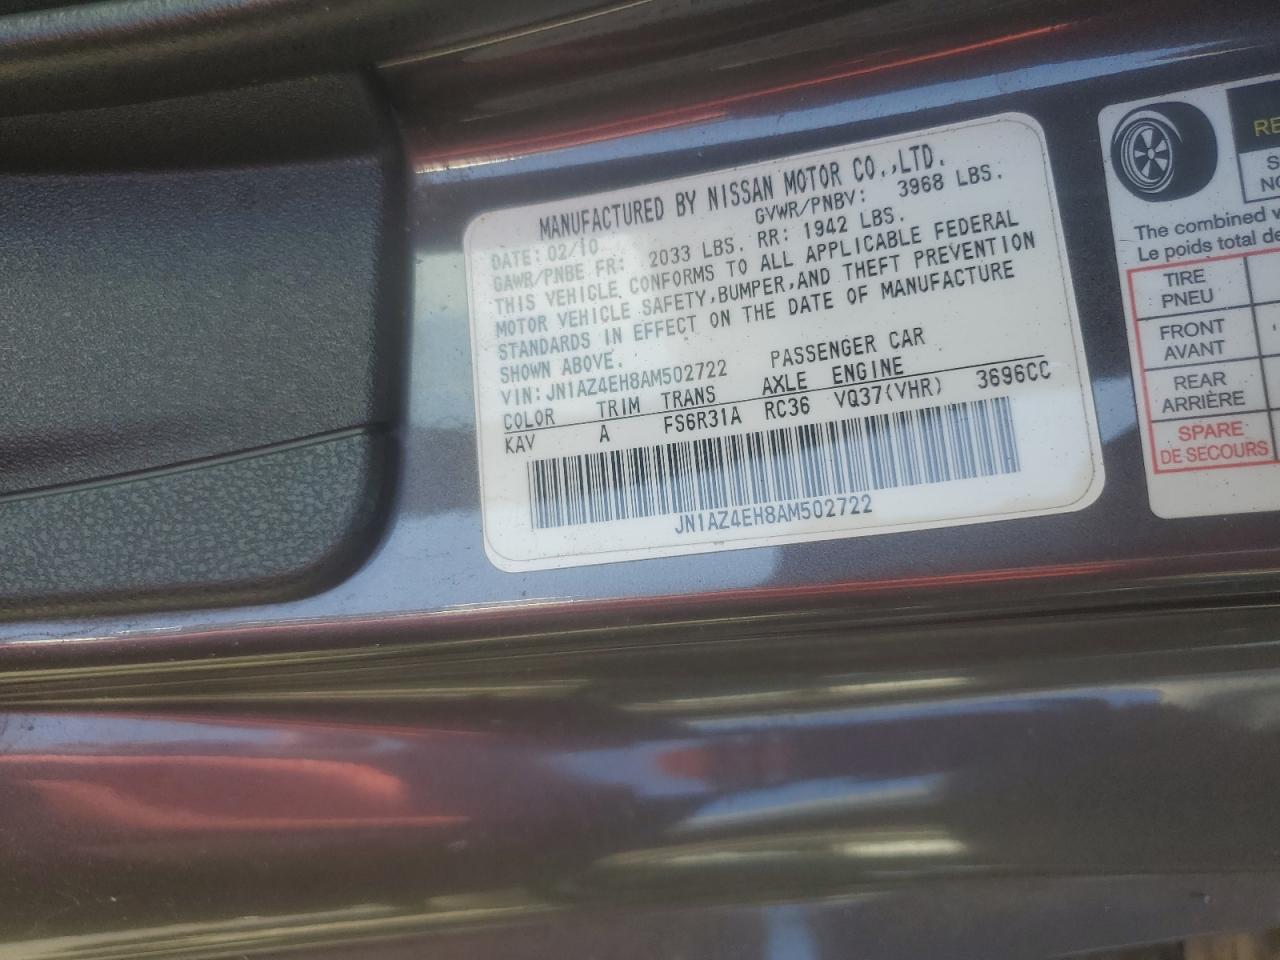 MANUFACTURED BY NISSAN MOTOR CO.,LTD.
DATE: 02/10 GVWR/PNBV: 3968 LBS.
GAWR/PNBE FR: 2033 LBS. RR: 1942 LBS.
THIS VEHICLE CONFORMS TO ALL APPLICABLE FEDERAL
MOTOR VEHICLE SAFETY,BUMPER,AND THEFT PREVENTION
STANDARDS IN EFFECT ON THE DATE OF MANUFACTURE
SHOWN ABOVE.
VIN: JN1AZ4EH8AM502722 PASSENGER CAR
COLOR TRIM TRANS AXLE ENGINE
KAV A FS6R31A RC36 VQ37(VHR) 3696CC
JN1AZ4EH8AM502722
RE
S
NO
The combined w
Le poids total de
TIRE
PNEU
FRONT
AVANT
REAR
ARRIÈRE
SPARE
DE SECOURS